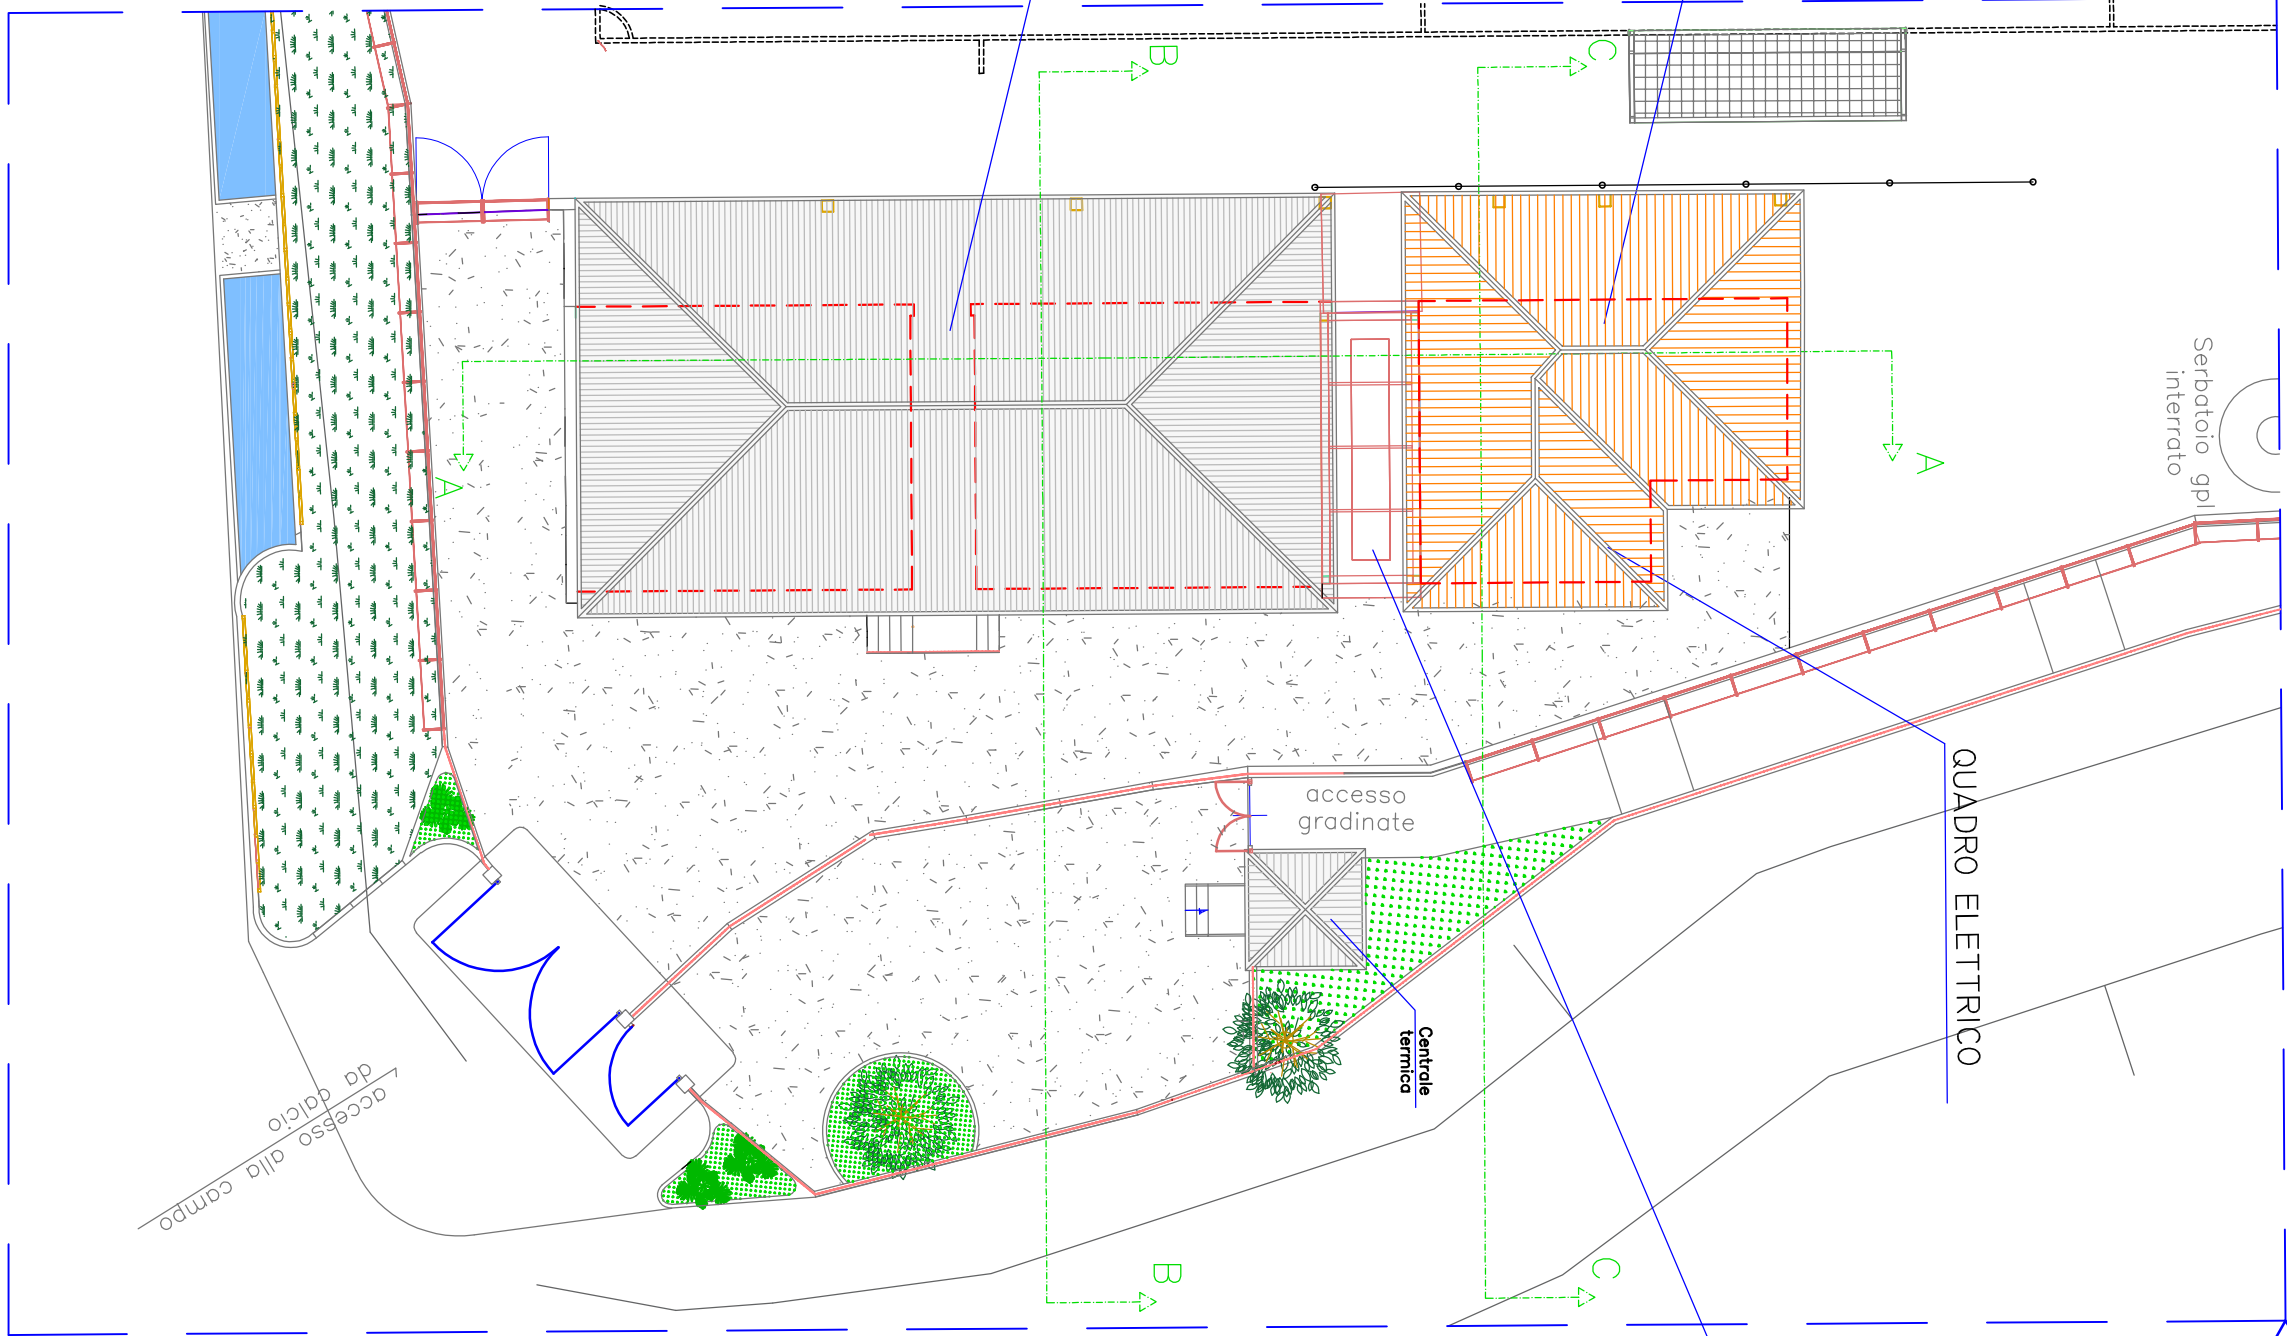 B
C
A
A
Serbatoio gpl
interrato
QUADRO ELETTRICO
accesso
gradinate
Centrale
termica
accesso alla campo
da calcio
B
C